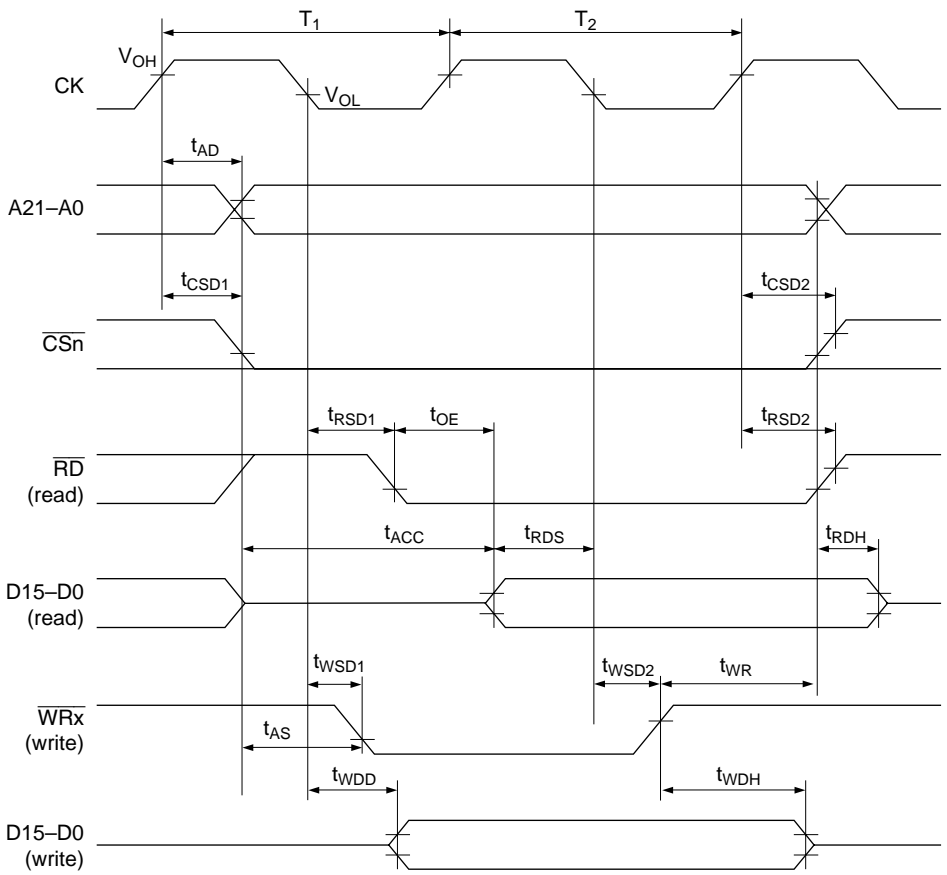 T1
T2
VOH
CK
VOL
tAD
A21–A0
tCSD1
tCSD2
CSn
tRSD1
tOE
tRSD2
RD
(read)
tACC
tRDS
tRDH
D15–D0
(read)
tWSD1
tWSD2
tWR
WRx
(write)
tAS
tWDD
tWDH
D15–D0
(write)